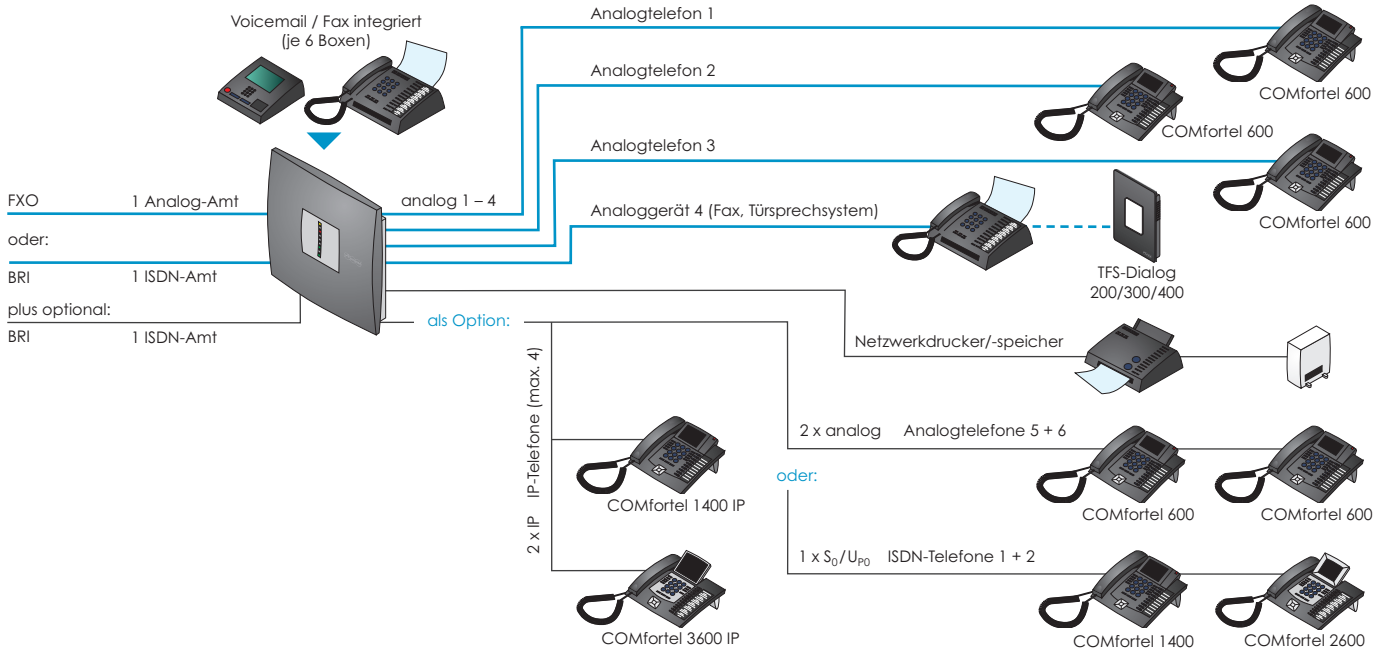 Voicemail / Fax integriert
(je 6 Boxen)
Analogtelefon 1
COMfortel 600
Analogtelefon 2
COMfortel 600
Analogtelefon 3
COMfortel 600
FXO 1 Analog-Amt
analog 1 – 4
Analoggerät 4 (Fax, Türsprechsystem)
oder:
BRI 1 ISDN-Amt
TFS-Dialog
200/300/400
plus optional:
BRI 1 ISDN-Amt
als Option:
Netzwerkdrucker/-speicher
2 x IP IP-Telefone (max. 4)
COMfortel 1400 IP
COMfortel 3600 IP
2 x analog Analogtelefone 5 + 6
COMfortel 600
COMfortel 600
oder:
1 x S₀/U_P0 ISDN-Telefone 1 + 2
COMfortel 1400
COMfortel 2600